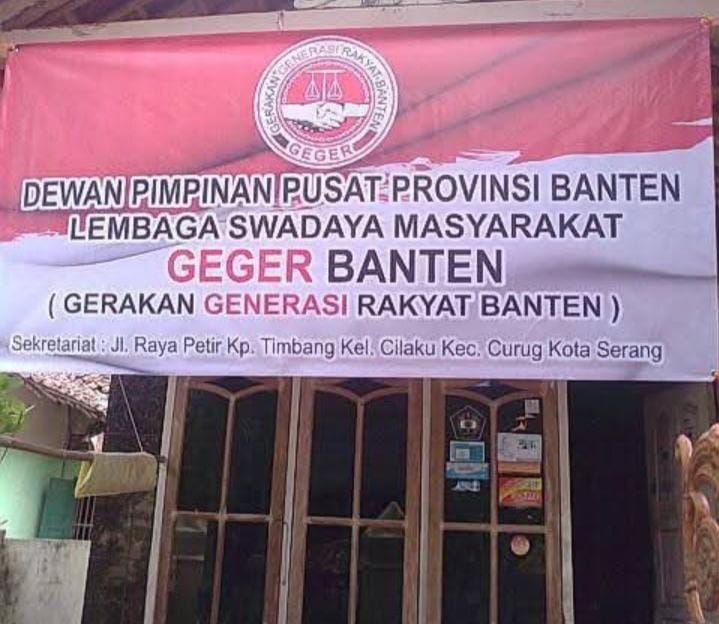 GERAKAN GENERASI RAKYAT BANTEN
GEGER
DEWAN PIMPINAN PUSAT PROVINSI BANTEN
LEMBAGA SWADAYA MASYARAKAT
GEGER BANTEN
( GERAKAN GENERASI RAKYAT BANTEN )
Sekretariat : Jl. Raya Petir Kp. Timbang Kel. Cilaku Kec. Curug Kota Serang